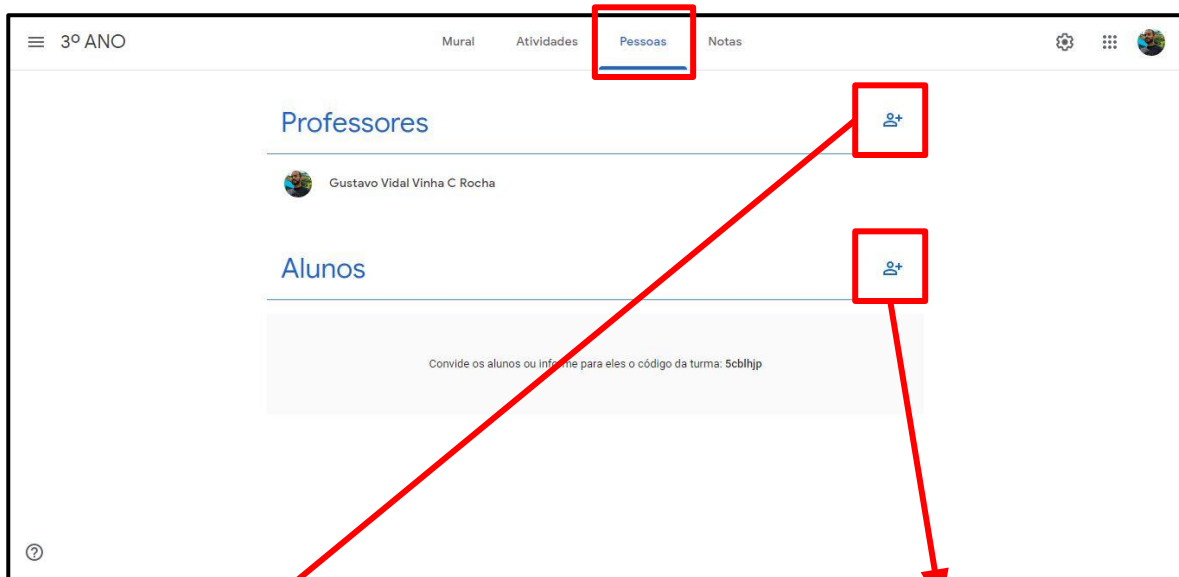 3º ANO
Mural Atividades Pessoas Notas
Professores
Gustavo Vidal Vinha C Rocha
Alunos
Convide os alunos ou informe para eles o código da turma: 5cblhjp